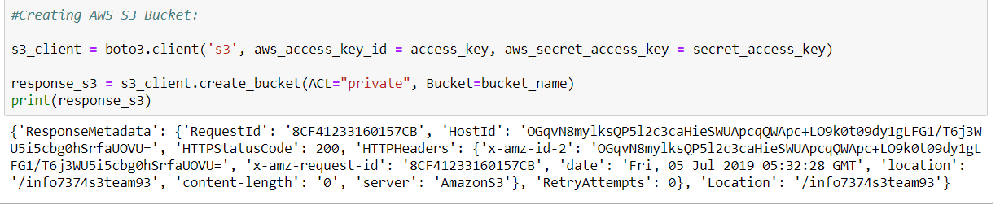 #Creating AWS S3 Bucket:
s3_client = boto3.client('s3', aws_access_key_id = access_key, aws_secret_access_key = secret_access_key)
response_s3 = s3_client.create_bucket(ACL="private", Bucket=bucket_name)
print(response_s3)
{'ResponseMetadata': {'RequestId': '8CF41233160157CB', 'HostId': 'OGqvN8mylksQP5l2c3caHieSWUApcqQWApc+LO9k0t09dy1gLFG1/T6j3W
U5i5cbg0hSrfaUOVU=', 'HTTPStatusCode': 200, 'HTTPHeaders': {'x-amz-id-2': 'OGqvN8mylksQP5l2c3caHieSWUApcqQWApc+LO9k0t09dy1gL
FG1/T6j3WU5i5cbg0hSrfaUOVU=', 'x-amz-request-id': '8CF41233160157CB', 'date': 'Fri, 05 Jul 2019 05:32:28 GMT', 'location':
'/info7374s3team93', 'content-length': '0', 'server': 'AmazonS3'}, 'RetryAttempts': 0}, 'Location': '/info7374s3team93'}